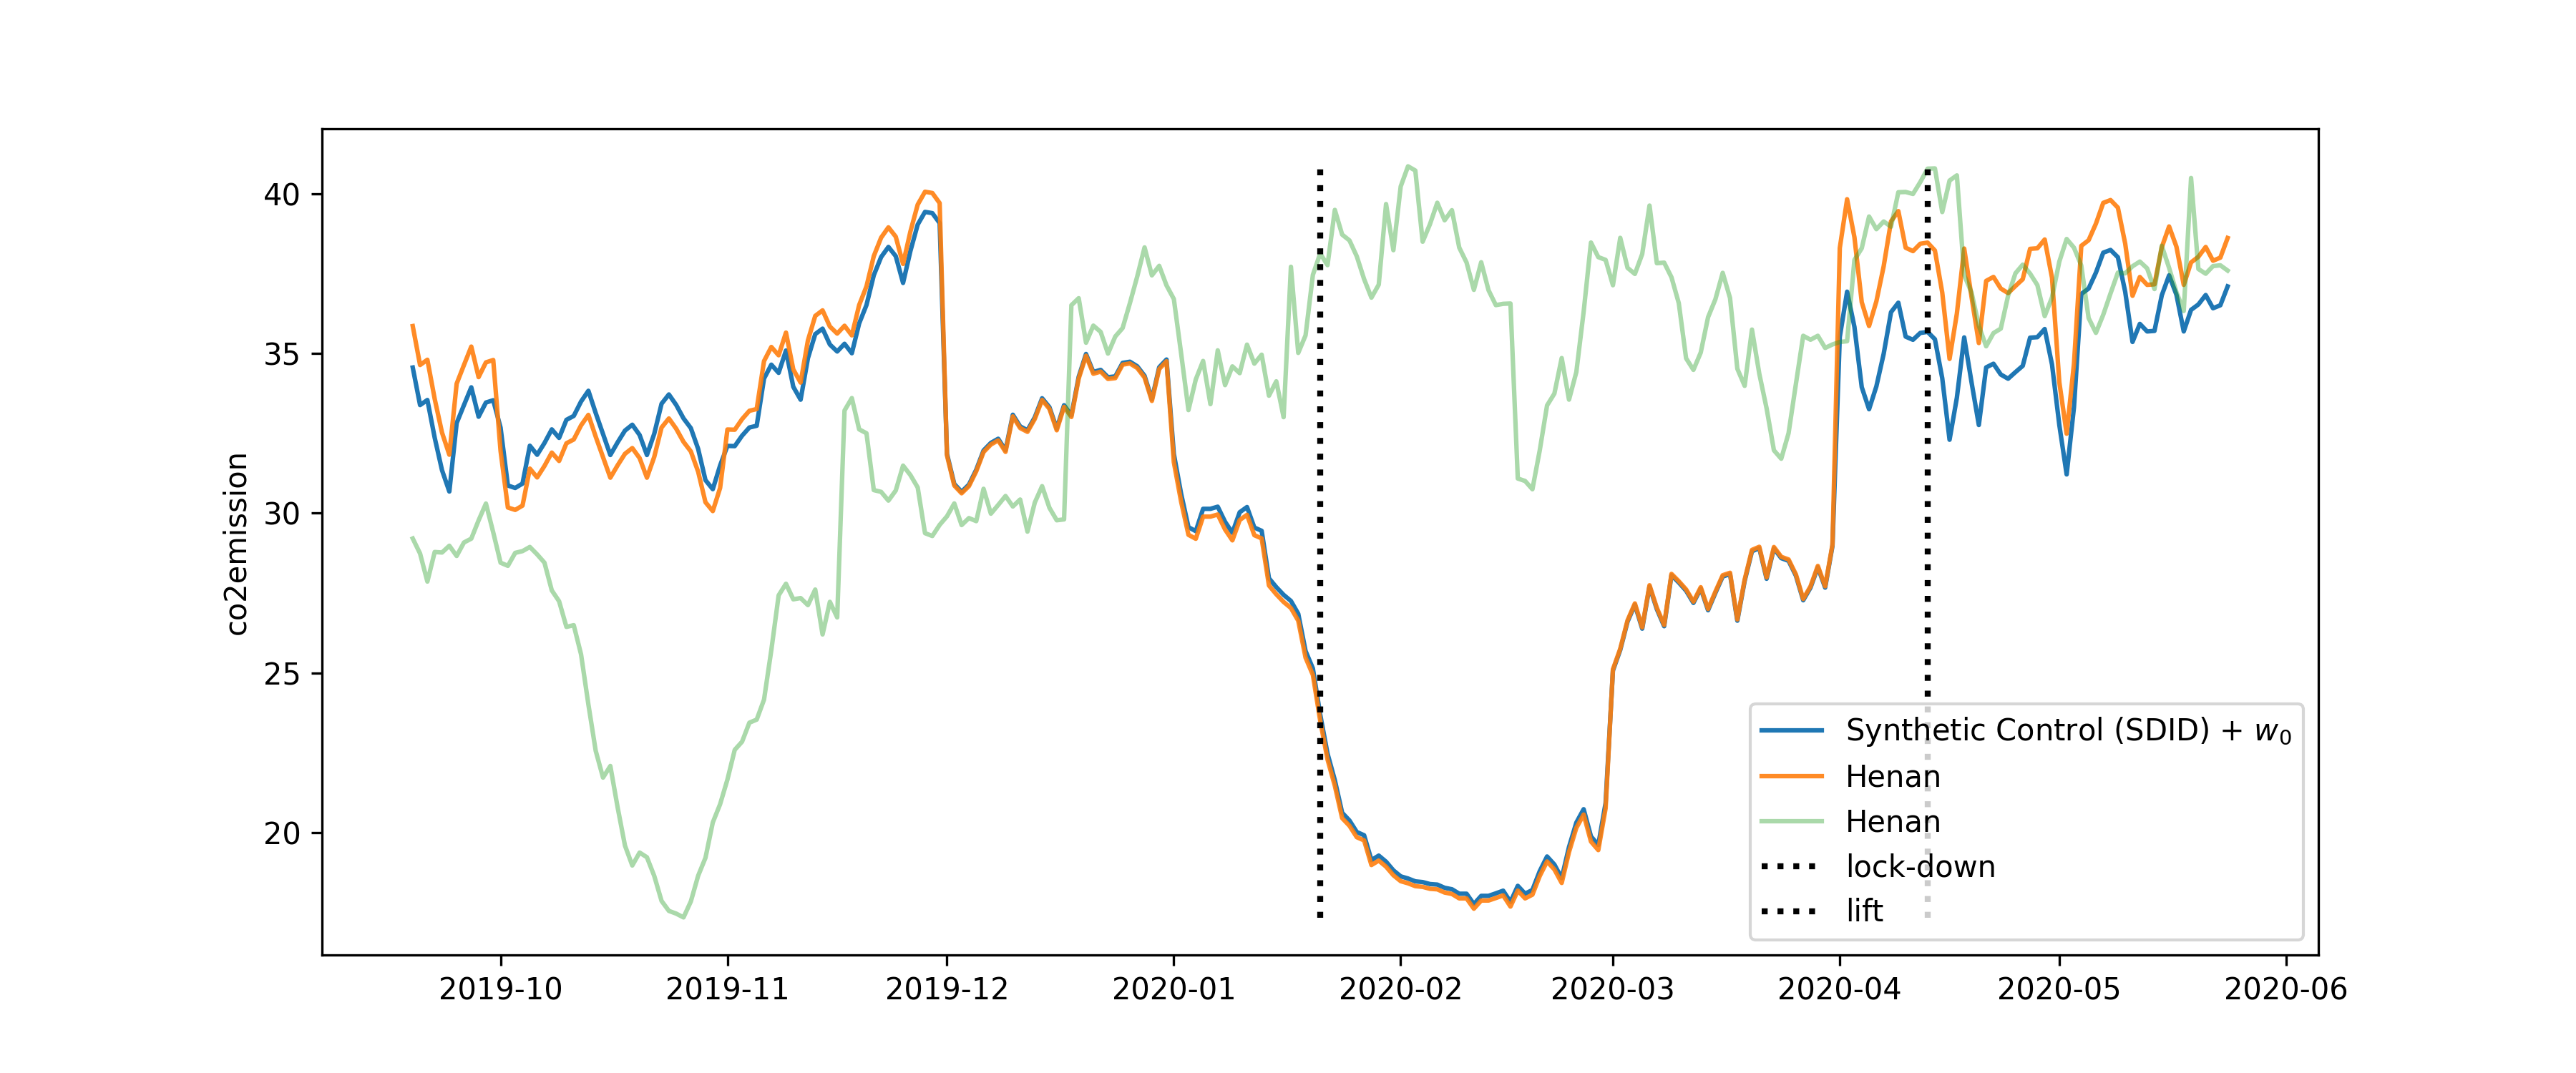 co2emission
40
35
30
25
20
2019-10 2019-11 2019-12 2020-01 2020-02 2020-03 2020-04 2020-05 2020-06
Synthetic Control (SDID) + w₀
Henan
Henan
lock-down
lift